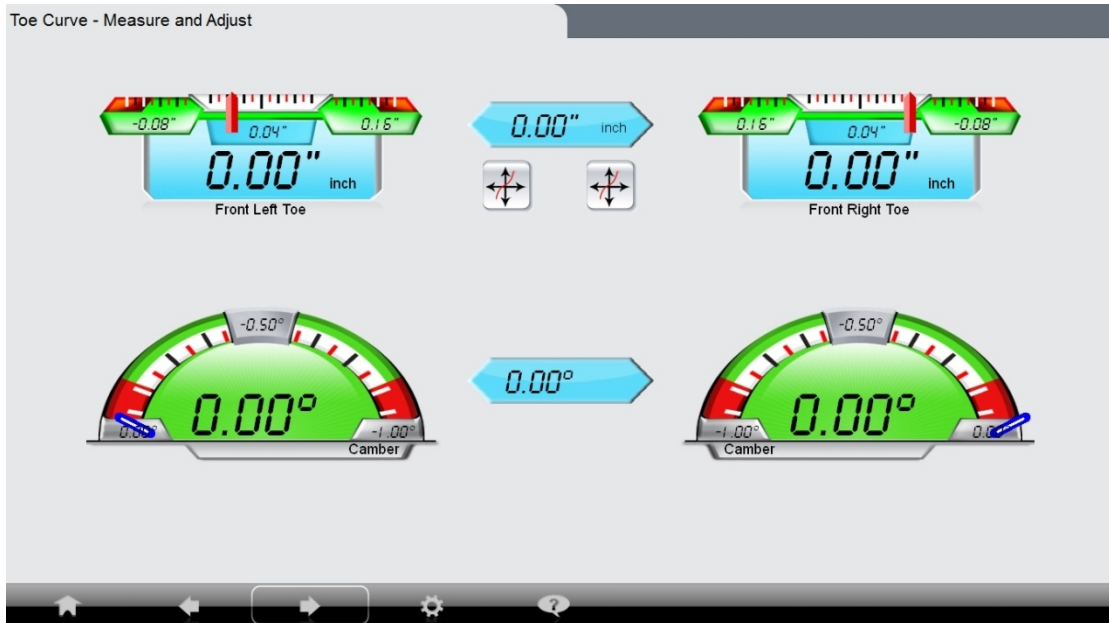 Toe Curve - Measure and Adjust
-0.08" 0.04" 0.16"
0.00" inch
Front Left Toe
0.00" inch
0.16" 0.04" -0.08"
0.00" inch
Front Right Toe
-0.50°
0.00°
0.00° -1.00°
Camber
0.00°
-0.50°
0.00°
-1.00°
Camber
?